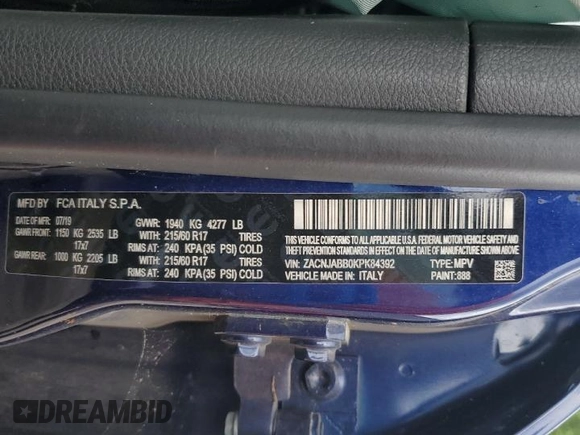 MFD BY FCA ITALY S.P.A.
DATE OF MFR 07/19 GVWR: 1940 KG 4277 LB
GAWR FRONT: 1150 KG 2535 LB WITH: 215/60 R17 TIRES
17x7 RIMS AT: 240 KPA(35 PSI) COLD
GAWR REAR: 1000 KG 2205 LB WITH: 215/60 R17 TIRES
17x7 RIMS AT: 240 KPA(35 PSI) COLD
THIS VEHICLE CONFORMS TO ALL APPLICABLE U.S.A. FEDERAL MOTOR
VEHICLE SAFETY, BUMPER, AND THEFT PREVENTION STANDARDS IN
EFFECT ON THE DATE OF MANUFACTURE SHOWN ABOVE.
VIN: ZACNJABB0KPK84392 TYPE: MPV
VEHICLE MADE IN: ITALY PAINT: 888
DREAMBID